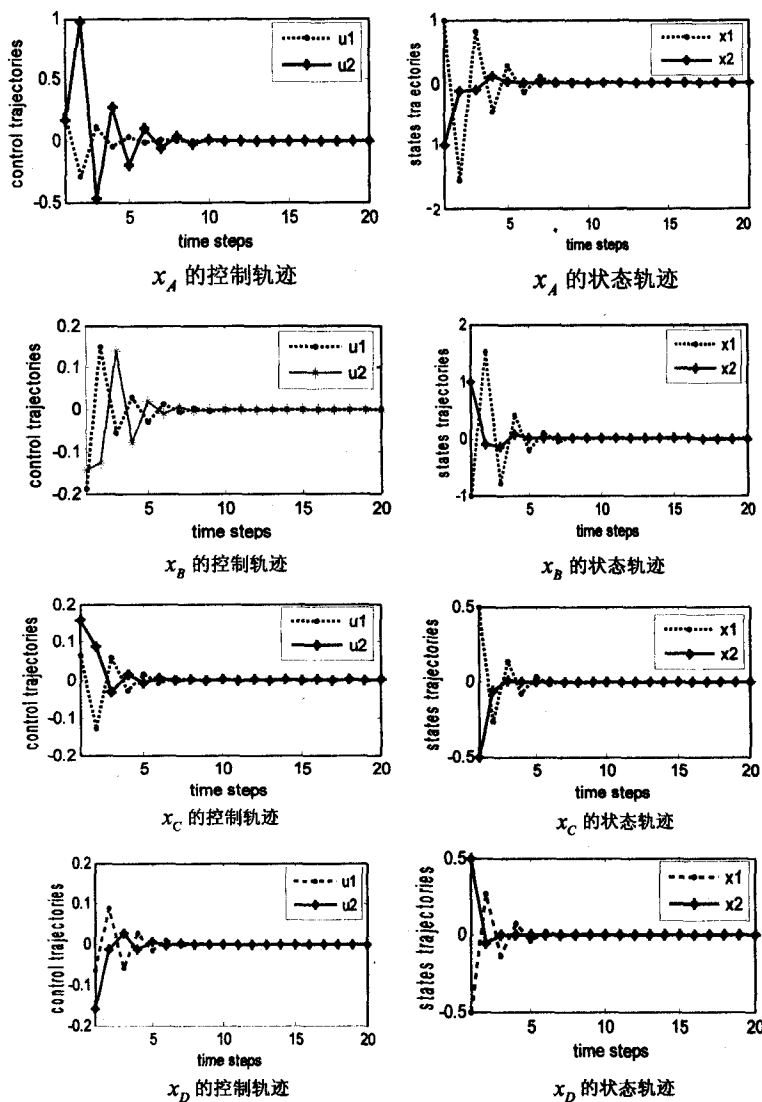 control trajectories
1
0.5
0
-0.5
5
10
15
20
time steps
u1
u2
x_A 的控制轨迹
states tra ectories
1
0
1
-2
5
10
15
20
time steps
x1
x2
x_A 的状态轨迹
control trajectories
0.2
0.1
0
-0.1
-0.2
5
10
15
20
time steps
u1
u2
x_B 的控制轨迹
states trajectories
2
1
0
-1
5
10
15
20
time steps
x1
x2
x_B 的状态轨迹
control trajectories
0.2
0.1
0
-0.1
-0.2
5
10
15
20
time steps
u1
u2
x_C 的控制轨迹
states trajectories
0.5
0
-0.5
5
10
15
20
time steps
x1
x2
x_C 的状态轨迹
control trajectories
0.2
0.1
0
-0.1
-0.2
5
10
15
20
time steps
u1
u2
x_D 的控制轨迹
states trajectories
0.5
0
-0.5
5
10
15
20
time steps
x1
x2
x_D 的状态轨迹